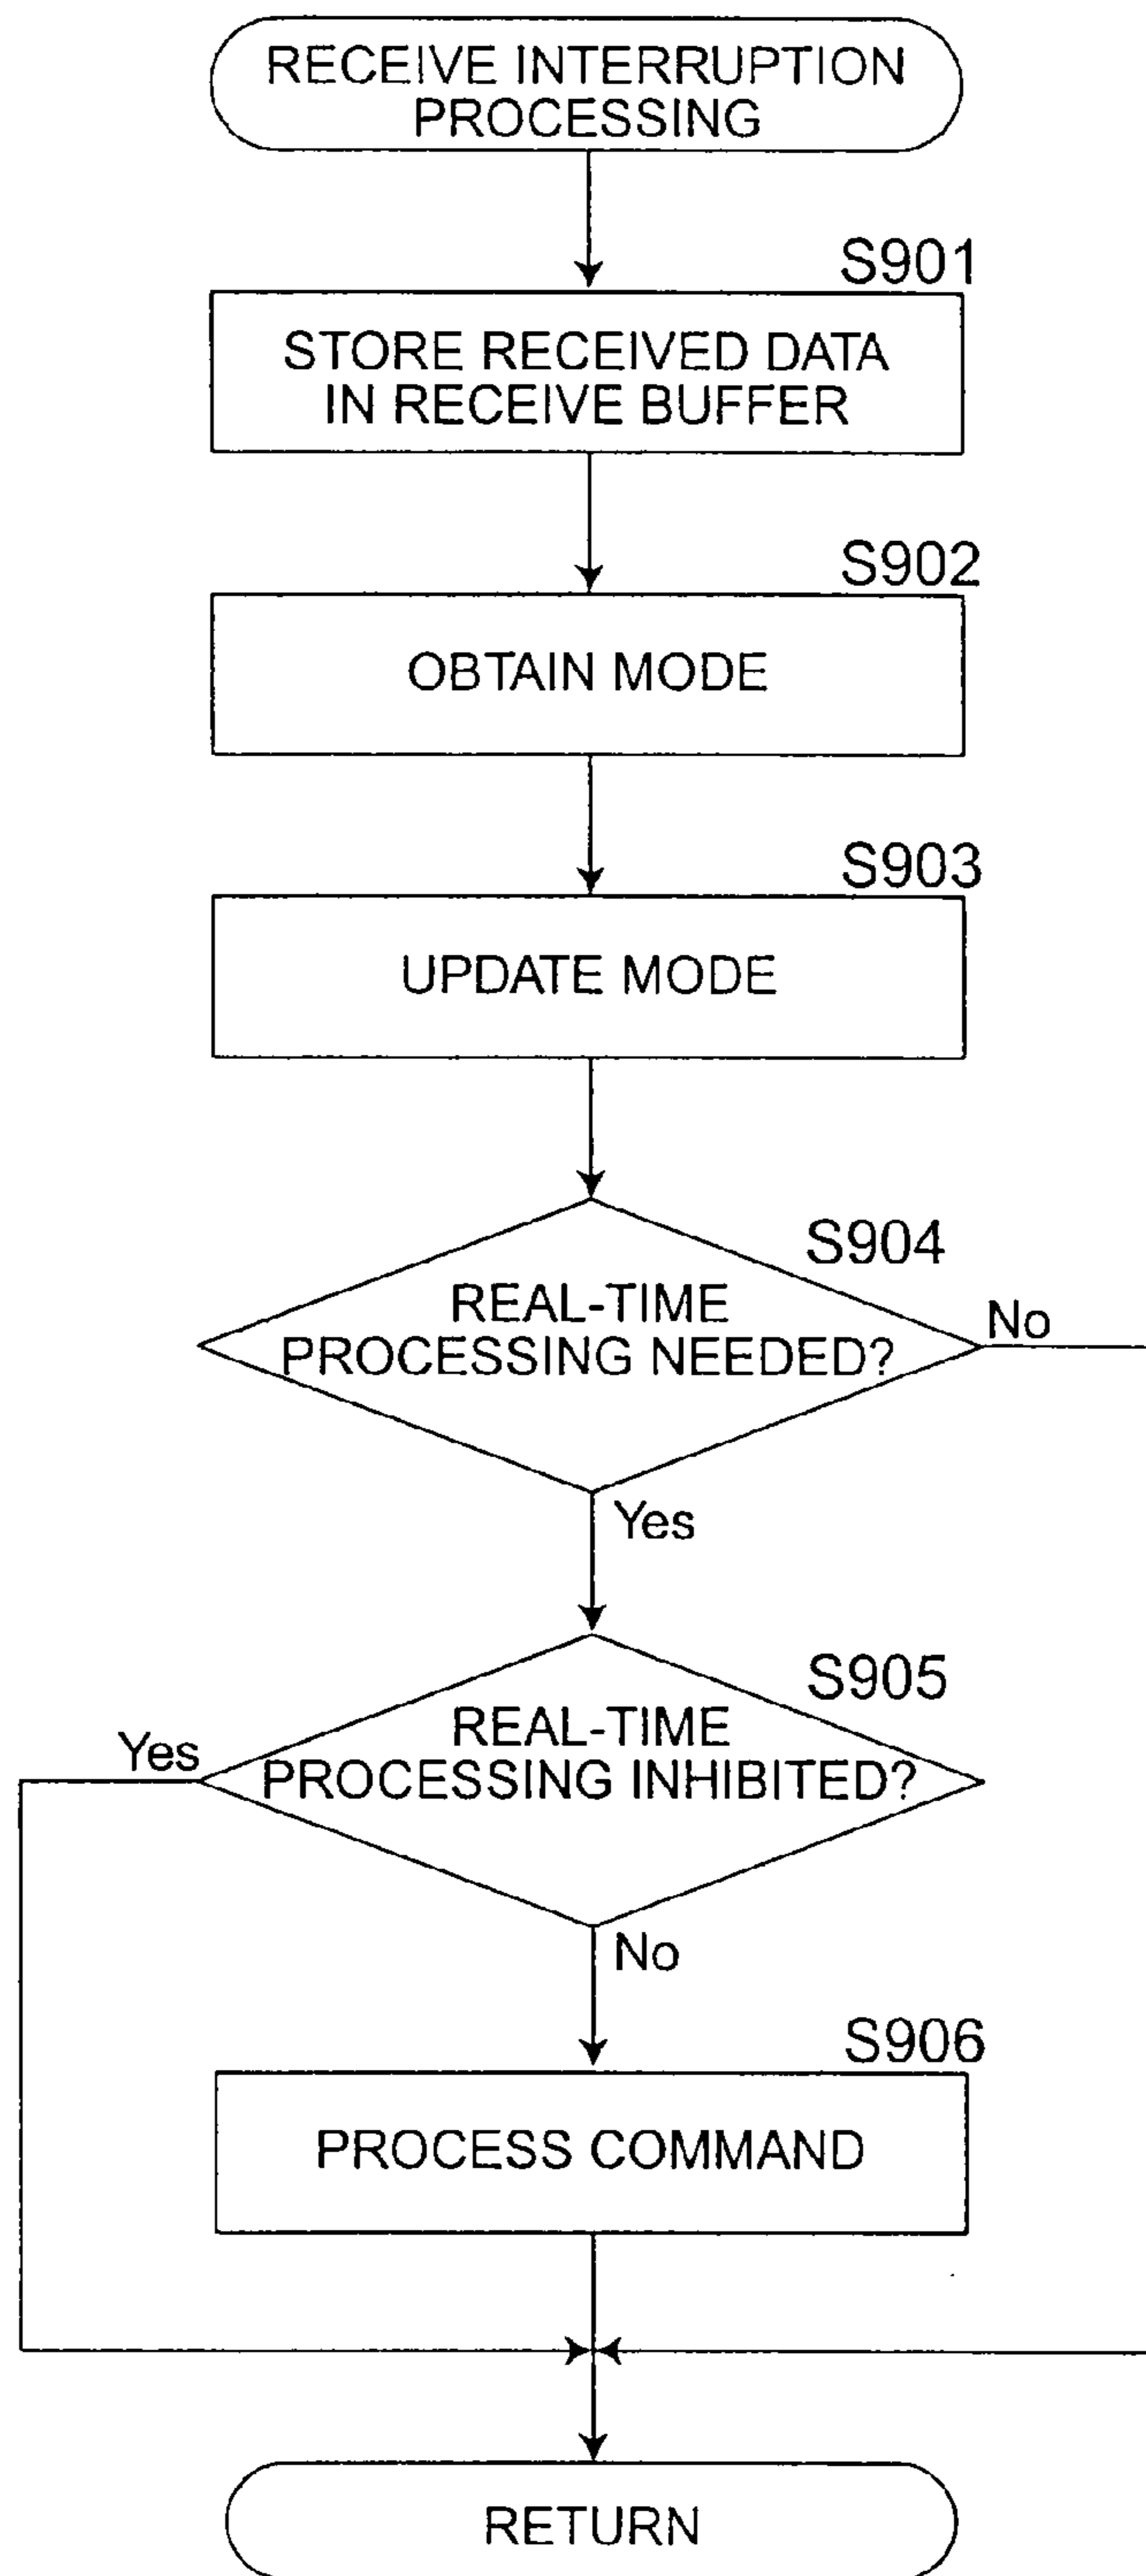 RECEIVE INTERRUPTION
PROCESSING
S901
STORE RECEIVED DATA
IN RECEIVE BUFFER
S902
OBTAIN MODE
S903
UPDATE MODE
S904
REAL-TIME
PROCESSING NEEDED?
No
Yes
S905
REAL-TIME
PROCESSING INHIBITED?
Yes
No
S906
PROCESS COMMAND
RETURN